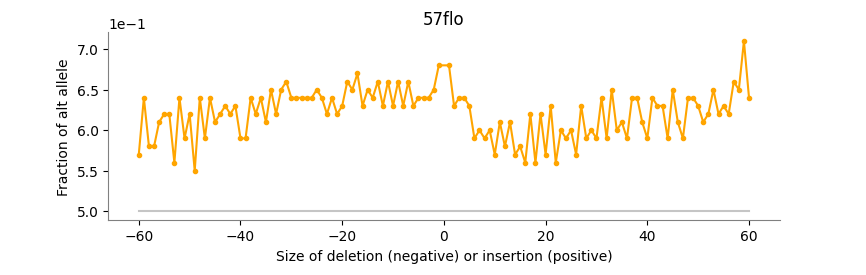 57flo
1e−1
7.0
6.5
6.0
5.5
5.0
Fraction of alt allele
−60 −40 −20 0 20 40 60
Size of deletion (negative) or insertion (positive)